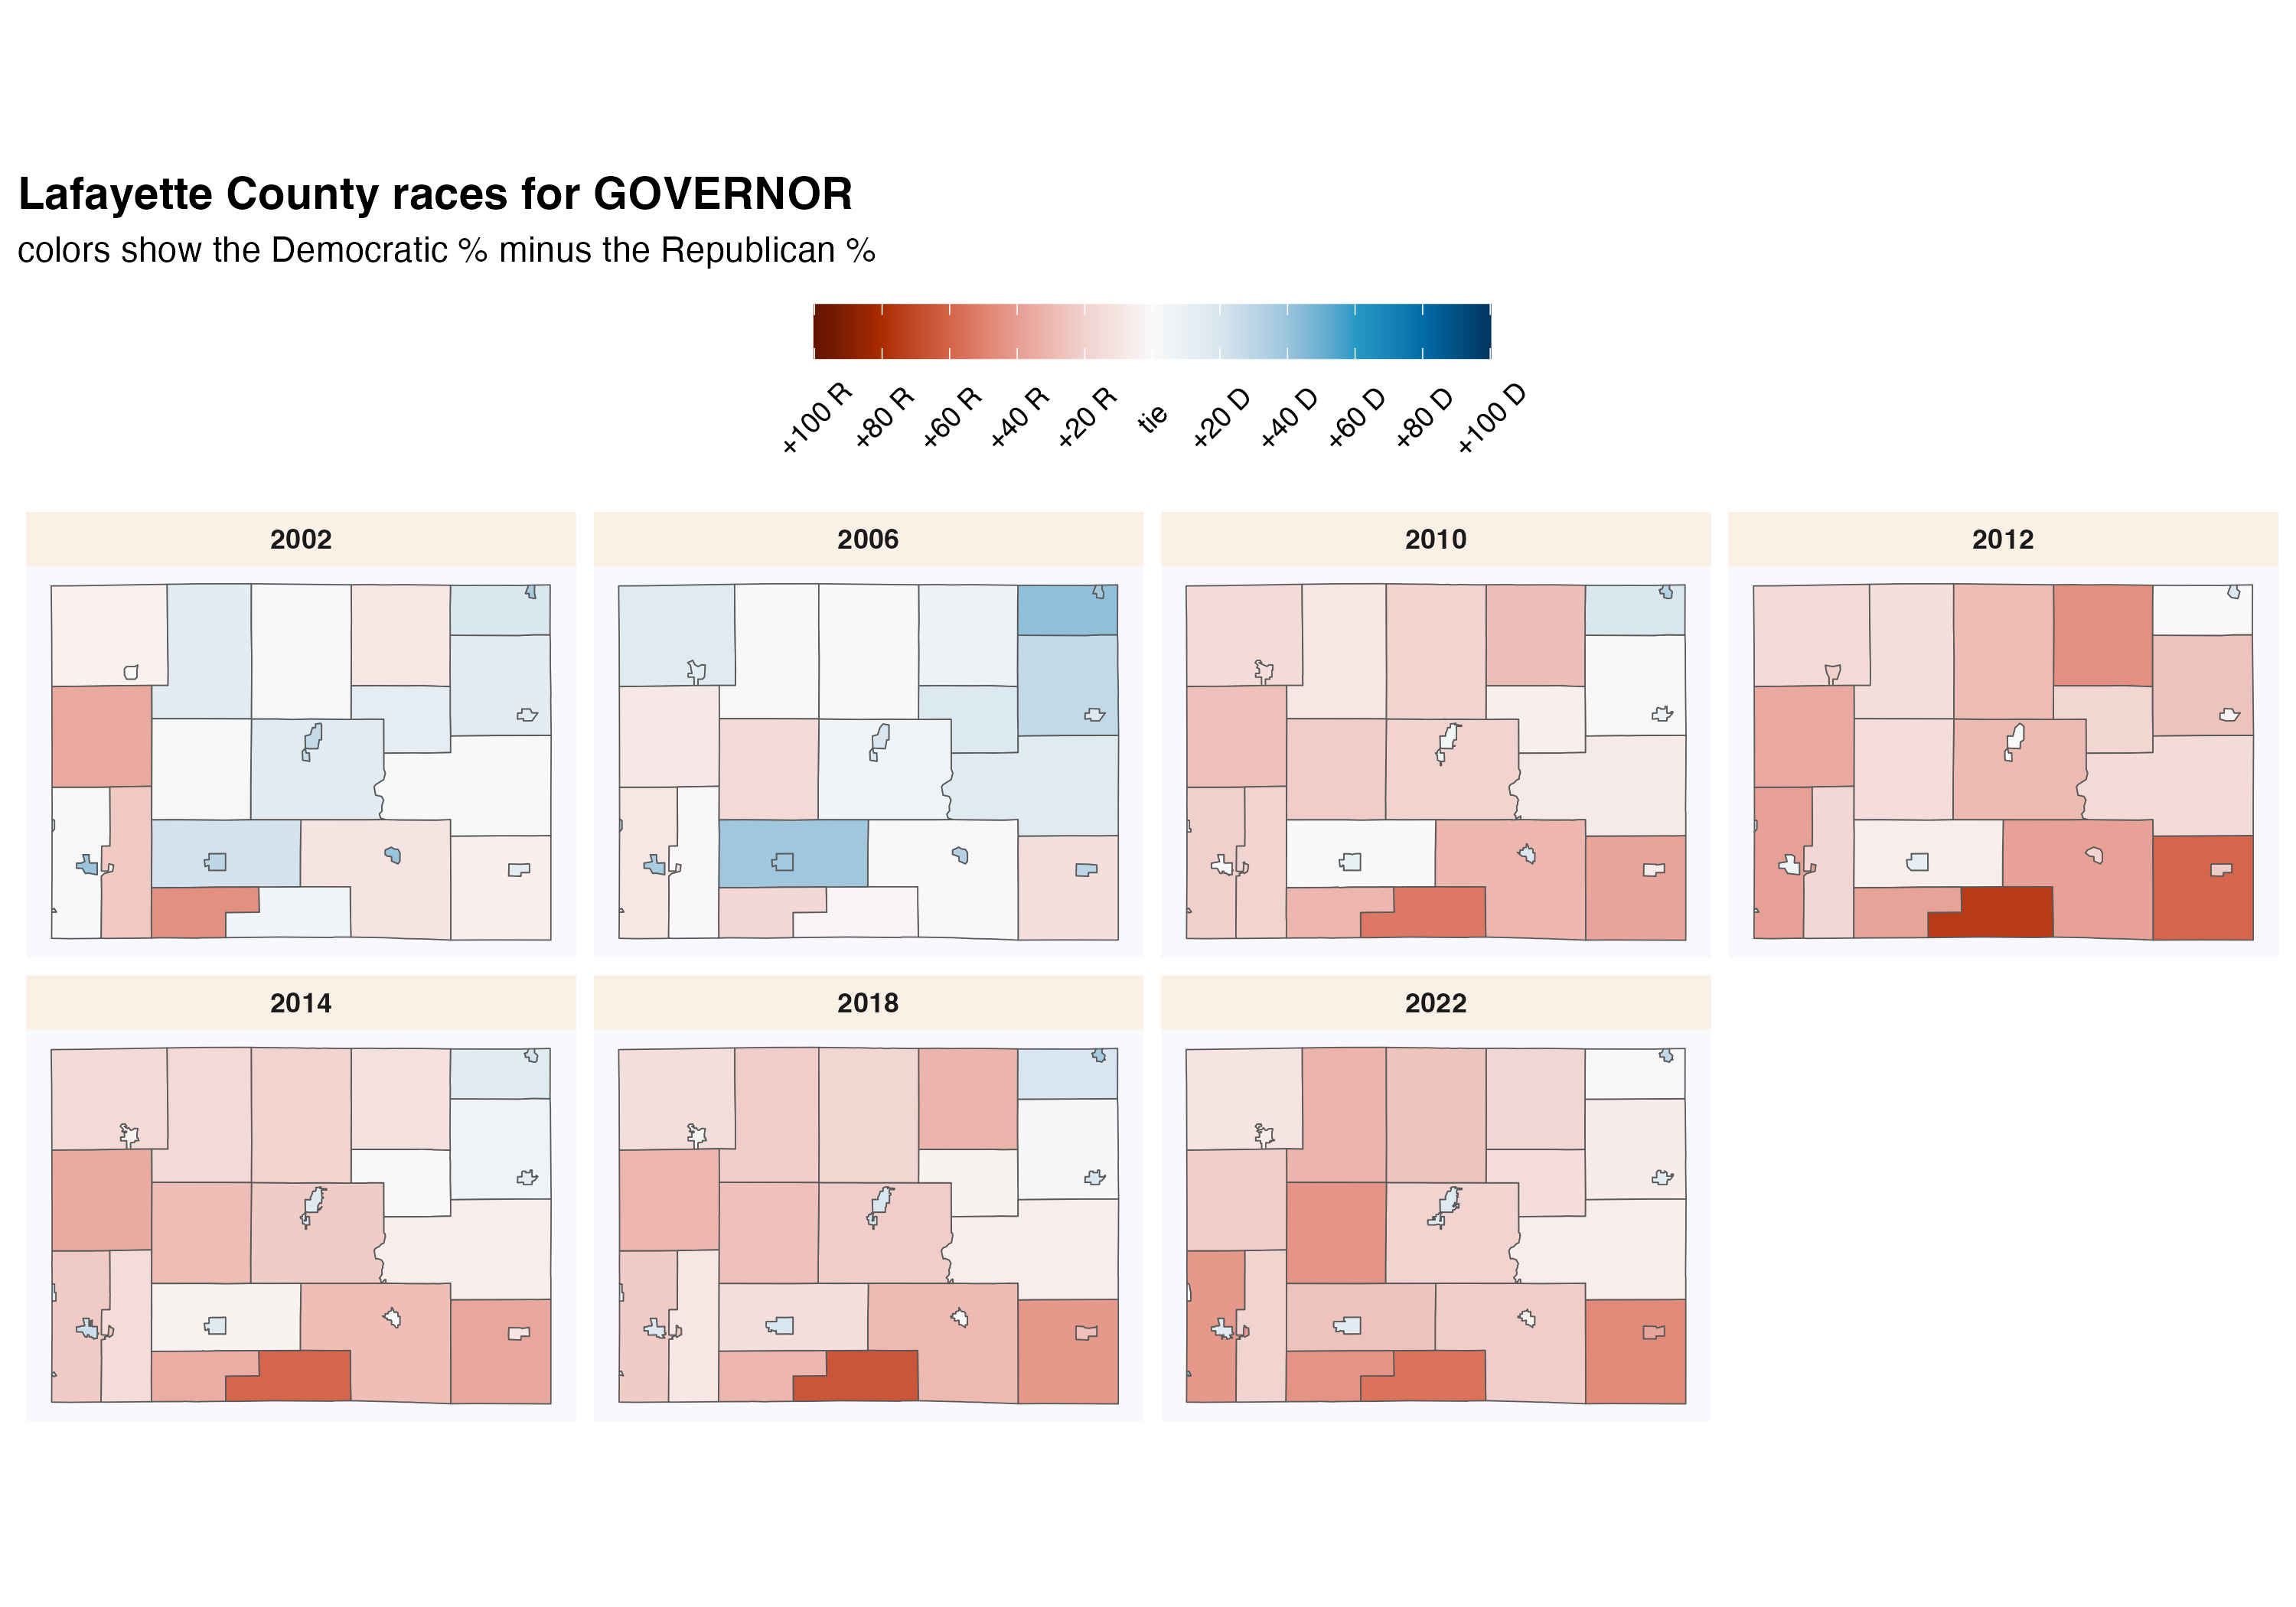 Lafayette County races for GOVERNOR
colors show the Democratic % minus the Republican %
+100 R +80 R +60 R +40 R +20 R tie +20 D +40 D +60 D +80 D +100 D
2002 2006 2010 2012
2014 2018 2022